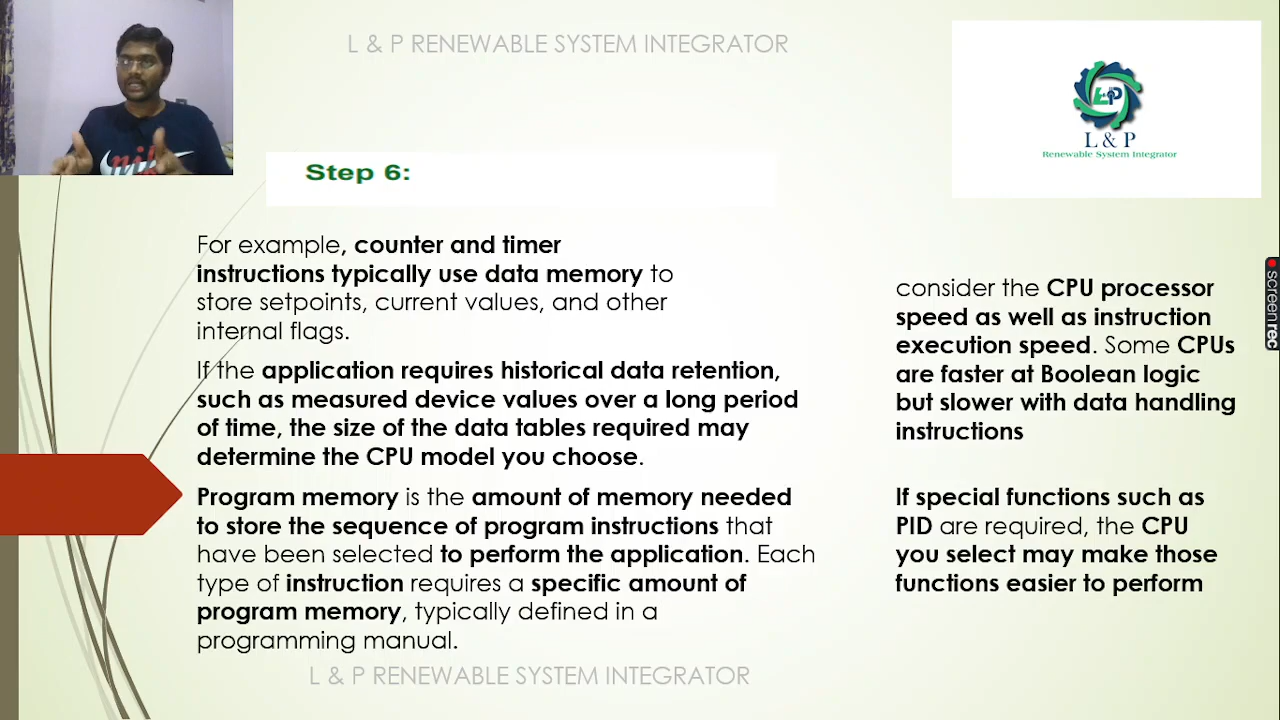 L & P RENEWABLE SYSTEM INTEGRATOR
L & P
Renewable System Integrator
Step 6:
For example, counter and timer
instructions typically use data memory to
store setpoints, current values, and other
internal flags.
If the application requires historical data retention,
such as measured device values over a long period
of time, the size of the data tables required may
determine the CPU model you choose.
Program memory is the amount of memory needed
to store the sequence of program instructions that
have been selected to perform the application. Each
type of instruction requires a specific amount of
program memory, typically defined in a
programming manual.
consider the CPU processor
speed as well as instruction
execution speed. Some CPUs
are faster at Boolean logic
but slower with data handling
instructions
If special functions such as
PID are required, the CPU
you select may make those
functions easier to perform
L & P RENEWABLE SYSTEM INTEGRATOR
screenrec